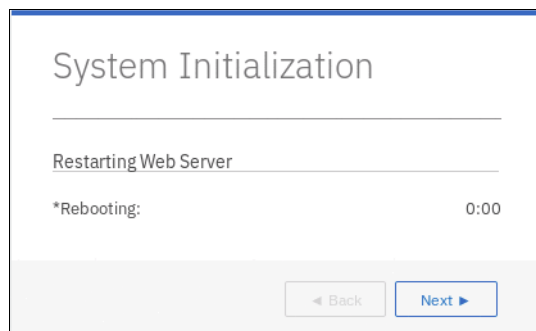 System Initialization
Restarting Web Server
*Rebooting: 0:00
◄ Back Next ►